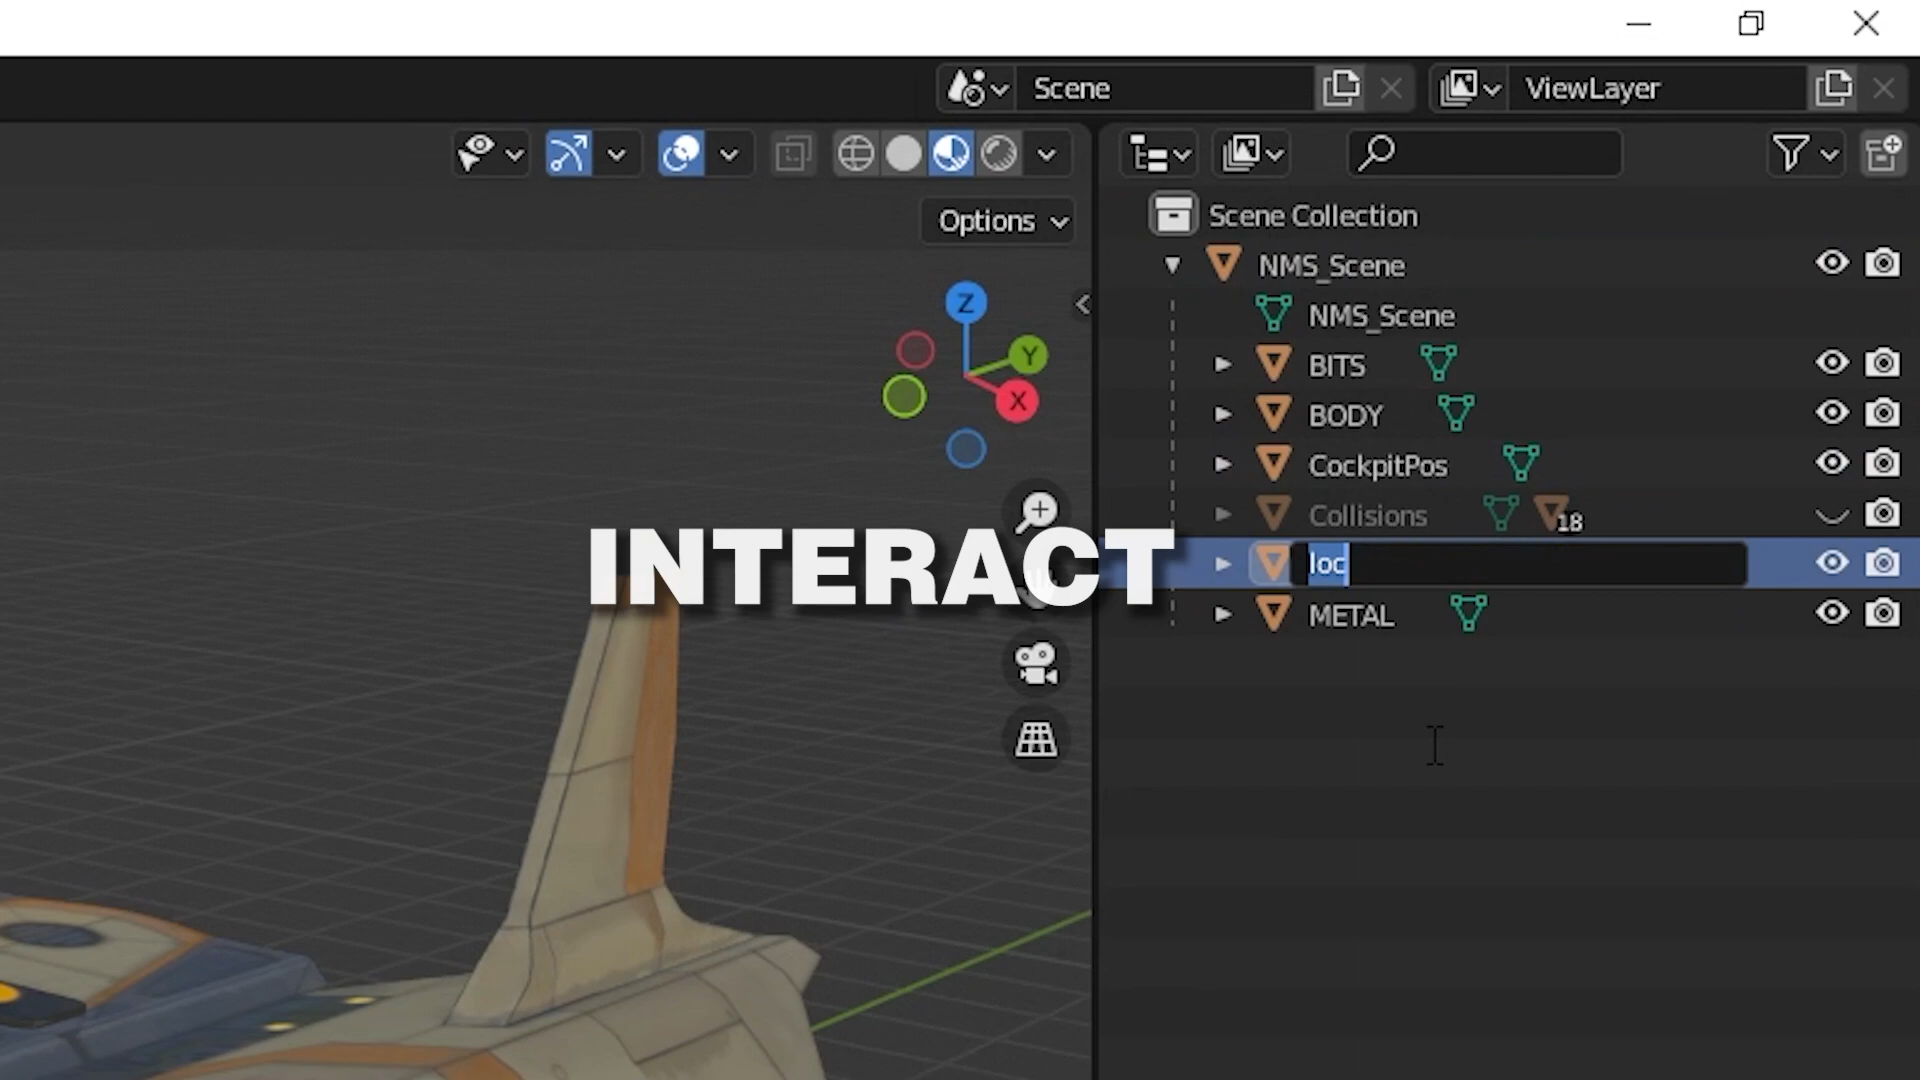 Scene
ViewLayer
Options
Scene Collection
NMS_Scene
Z
NMS_Scene
Y
BITS
X
BODY
CockpitPos
Collisions 18
INTERACT
loc
METAL